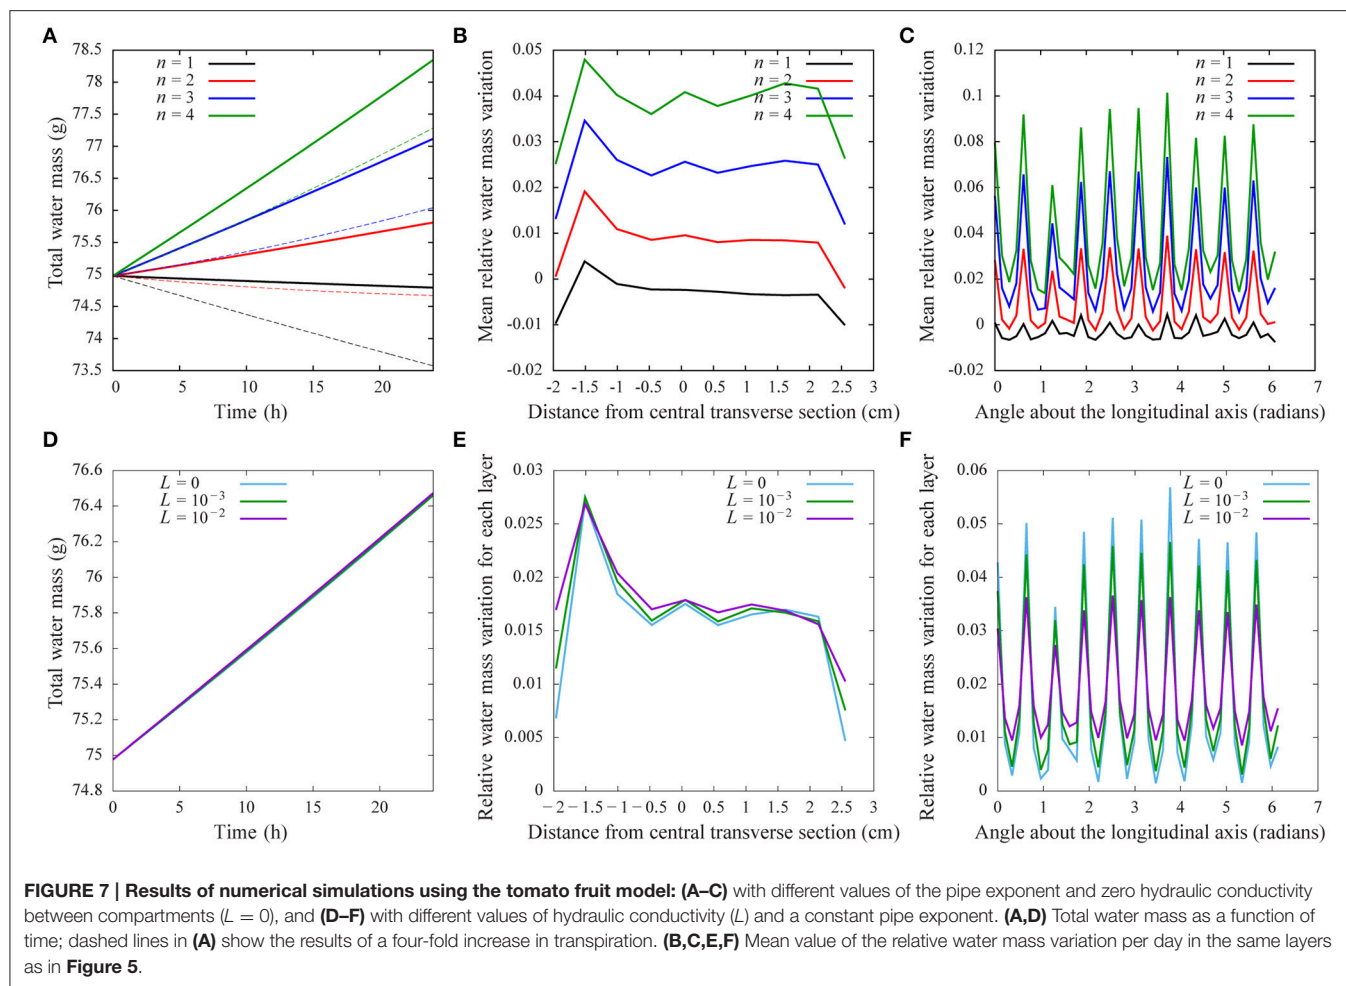 A
Total water mass (g)
78.5
78
77.5
77
76.5
76
75.5
75
74.5
74
73.5
n = 1
n = 2
n = 3
n = 4
0 5 10 15 20
Time (h)
B
Mean relative water mass variation
0.05
0.04
0.03
0.02
0.01
0
-0.01
-0.02
n = 1
n = 2
n = 3
n = 4
-2 -1.5 -1 -0.5 0 0.5 1 1.5 2 2.5 3
Distance from central transverse section (cm)
C
Mean relative water mass variation
0.12
0.1
0.08
0.06
0.04
0.02
0
-0.02
n = 1
n = 2
n = 3
n = 4
0 1 2 3 4 5 6 7
Angle about the longitudinal axis (radians)
D
Total water mass (g)
76.6
76.4
76.2
76
75.8
75.6
75.4
75.2
75
74.8
L = 0
L = 10⁻³
L = 10⁻²
0 5 10 15 20
Time (h)
E
Relative water mass variation for each layer
0.03
0.025
0.02
0.015
0.01
0.005
0
L = 0
L = 10⁻³
L = 10⁻²
−2 −1.5 −1 −0.5 0 0.5 1 1.5 2 2.5 3
Distance from central transverse section (cm)
F
Relative water mass variation for each layer
0.06
0.05
0.04
0.03
0.02
0.01
0
L = 0
L = 10⁻³
L = 10⁻²
0 1 2 3 4 5 6 7
Angle about the longitudinal axis (radians)
FIGURE 7 | Results of numerical simulations using the tomato fruit model: (A–C) with different values of the pipe exponent and zero hydraulic conductivity
between compartments (L = 0), and (D–F) with different values of hydraulic conductivity (L) and a constant pipe exponent. (A,D) Total water mass as a function of
time; dashed lines in (A) show the results of a four-fold increase in transpiration. (B,C,E,F) Mean value of the relative water mass variation per day in the same layers
as in Figure 5.